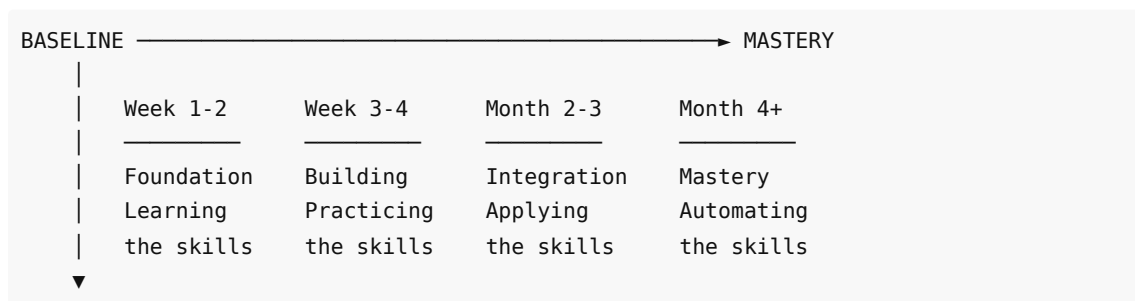 BASELINE MASTERY
Week 1-2 Week 3-4 Month 2-3 Month 4+
Foundation Building Integration Mastery
Learning Practicing Applying Automating
the skills the skills the skills the skills